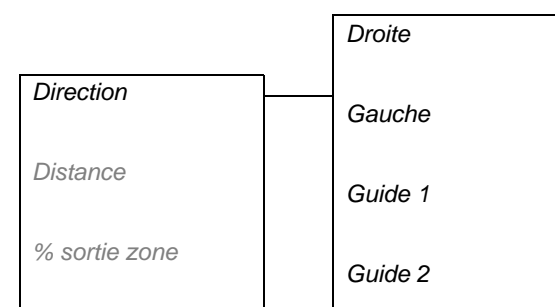 Direction
Distance
% sortie zone
Droite
Gauche
Guide 1
Guide 2